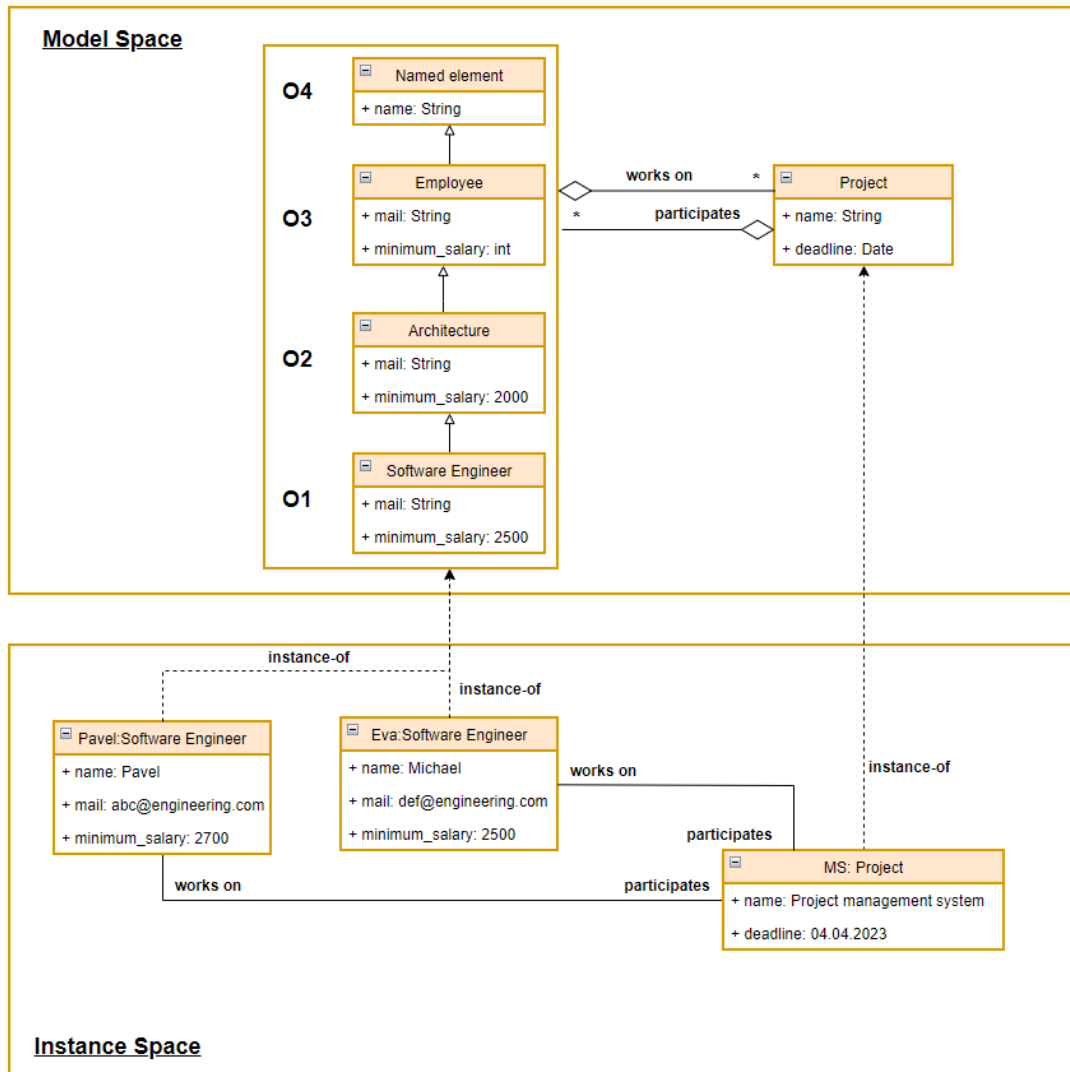 Model Space
O4
Named element
+ name: String
O3
Employee
+ mail: String
+ minimum_salary: int
works on
*
*
participates
Project
+ name: String
+ deadline: Date
O2
Architecture
+ mail: String
+ minimum_salary: 2000
O1
Software Engineer
+ mail: String
+ minimum_salary: 2500
instance-of
instance-of
instance-of
Pavel:Software Engineer
+ name: Pavel
+ mail: abc@engineering.com
+ minimum_salary: 2700
Eva:Software Engineer
+ name: Michael
+ mail: def@engineering.com
+ minimum_salary: 2500
works on
participates
works on
participates
MS: Project
+ name: Project management system
+ deadline: 04.04.2023
Instance Space